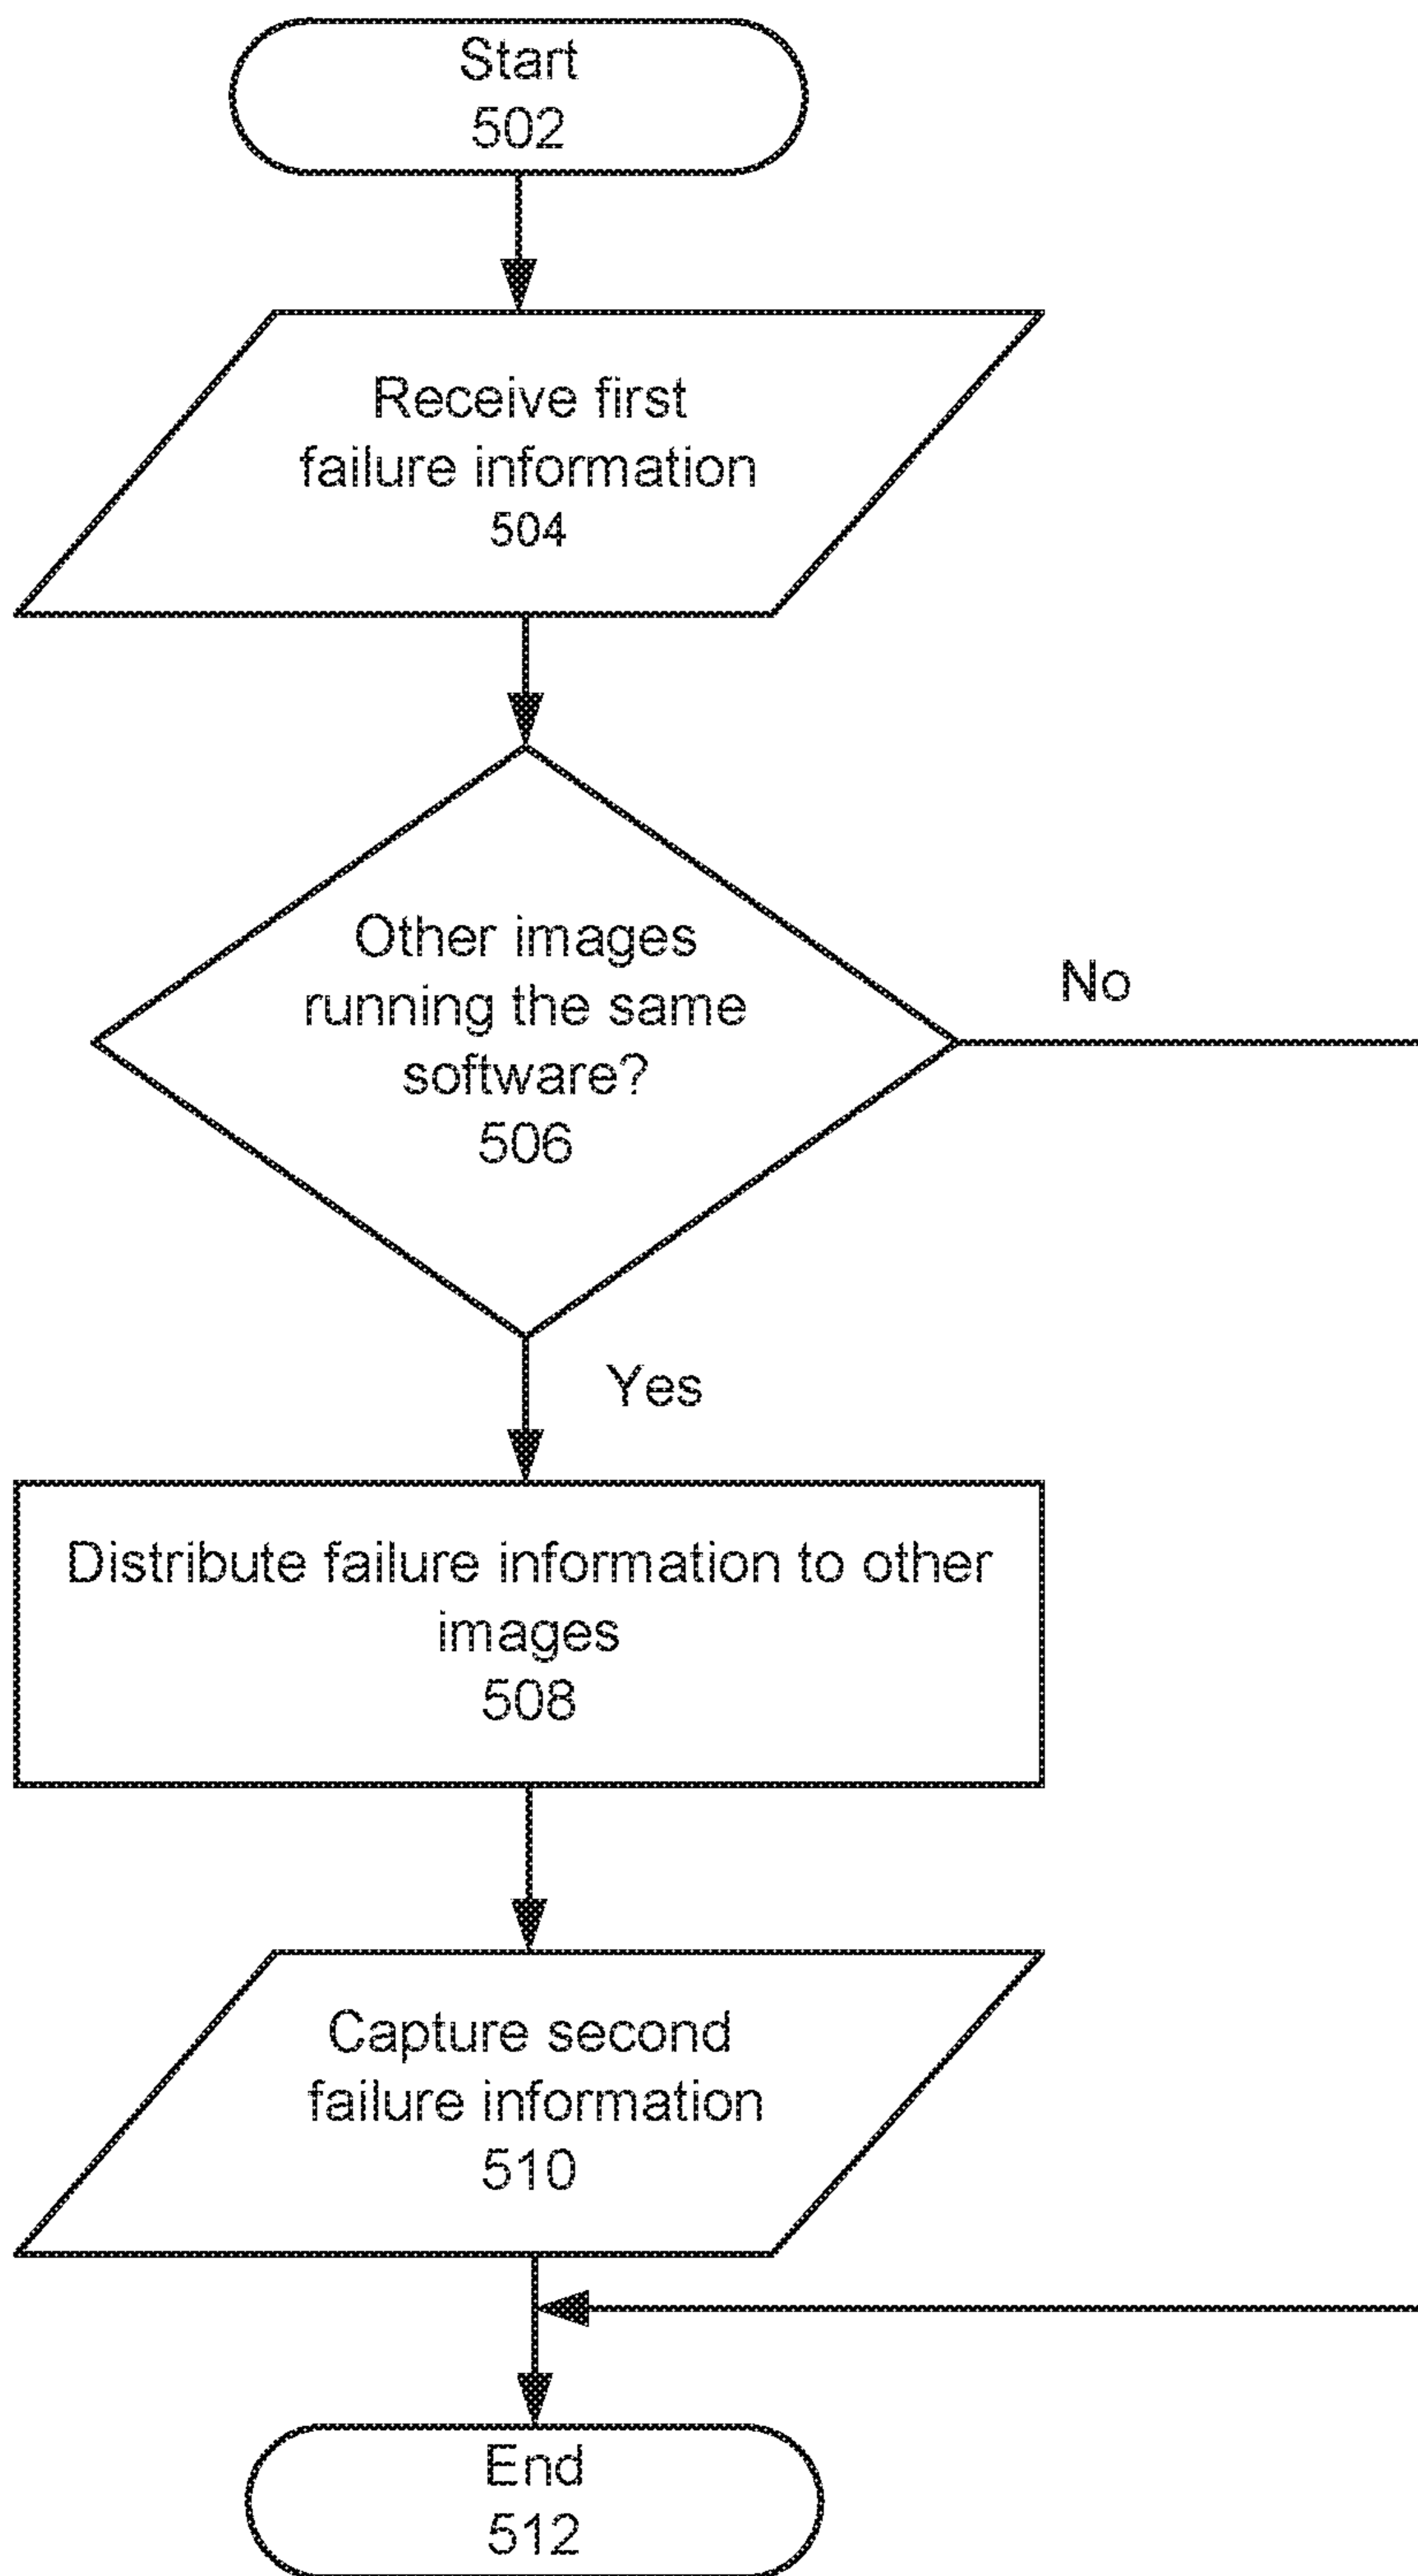 Start
502
Receive first
failure information
504
Other images
running the same
software?
506
No
Yes
Distribute failure information to other
images
508
Capture second
failure information
510
End
512